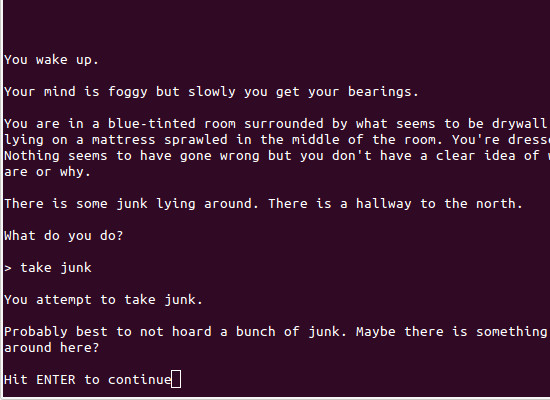 You wake up.
Your mind is foggy but slowly you get your bearings.
You are in a blue-tinted room surrounded by what seems to be drywall
lying on a mattress sprawled in the middle of the room. You're
Nothing seems to have gone wrong but you don't have a clear idea of
are or why.
There is some junk lying around. There is a hallway to the north.
What do you do?
> take junk
You attempt to take junk.
Probably best to not hoard a bunch of junk. Maybe there is something
around here?
Hit ENTER to continue